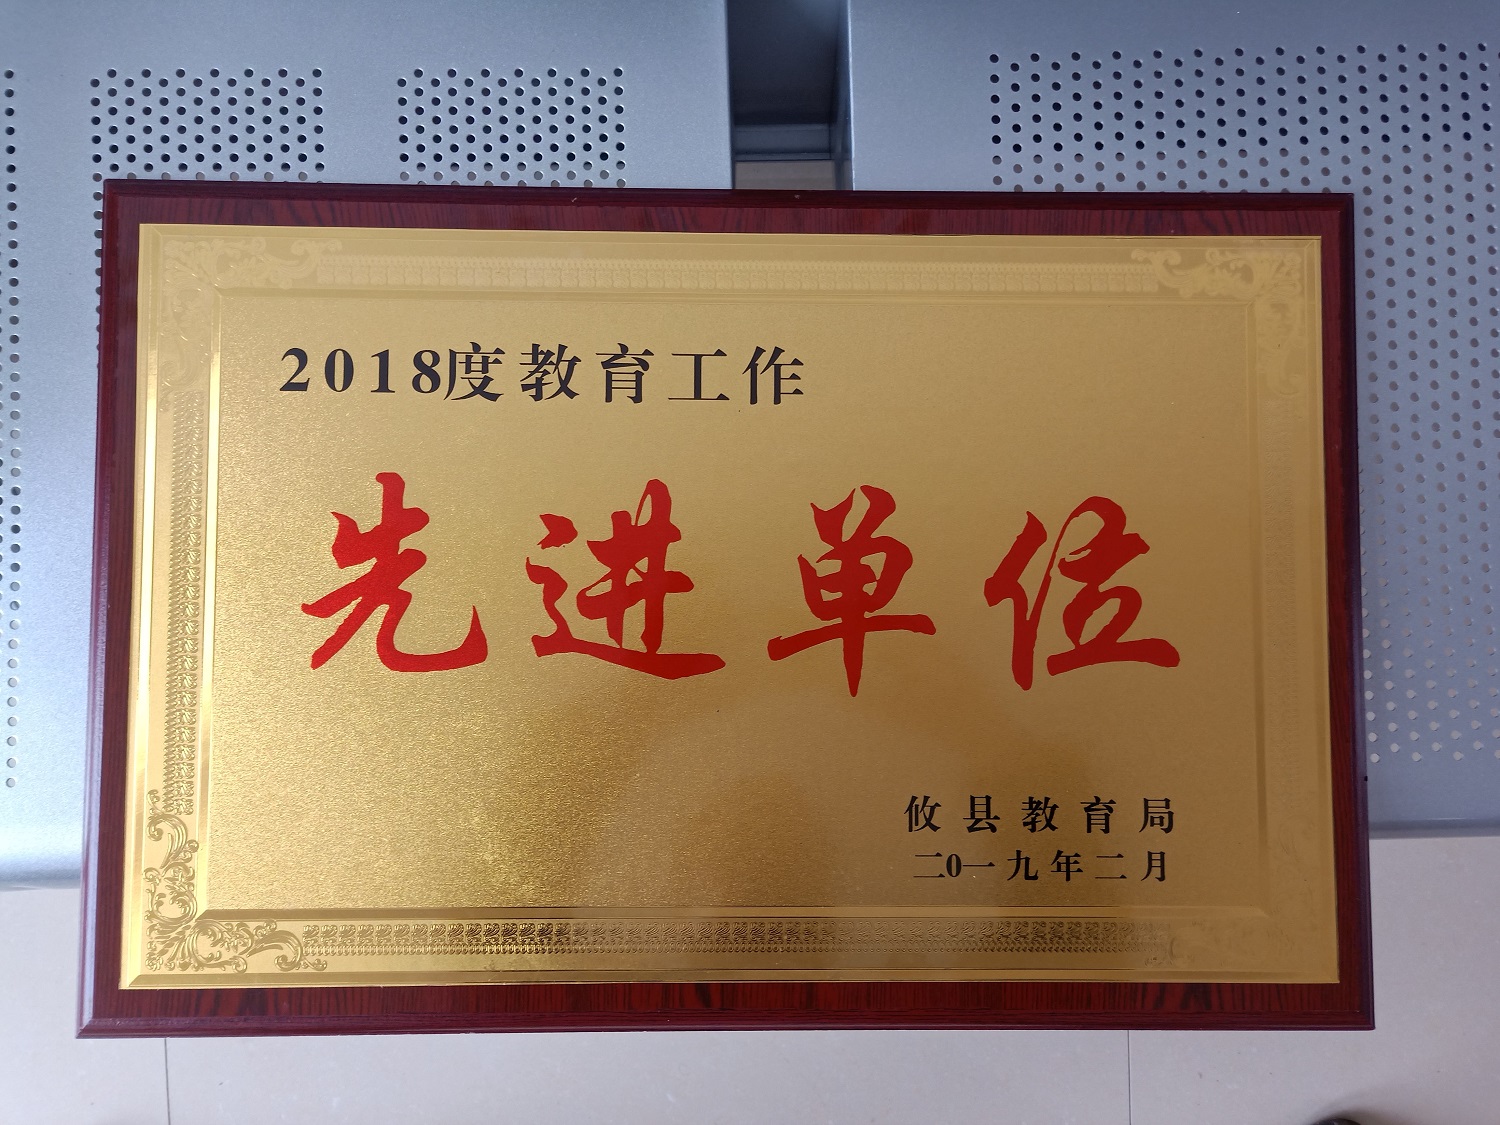 2018度教育工作
先进单位
攸县教育局
二0一九年二月